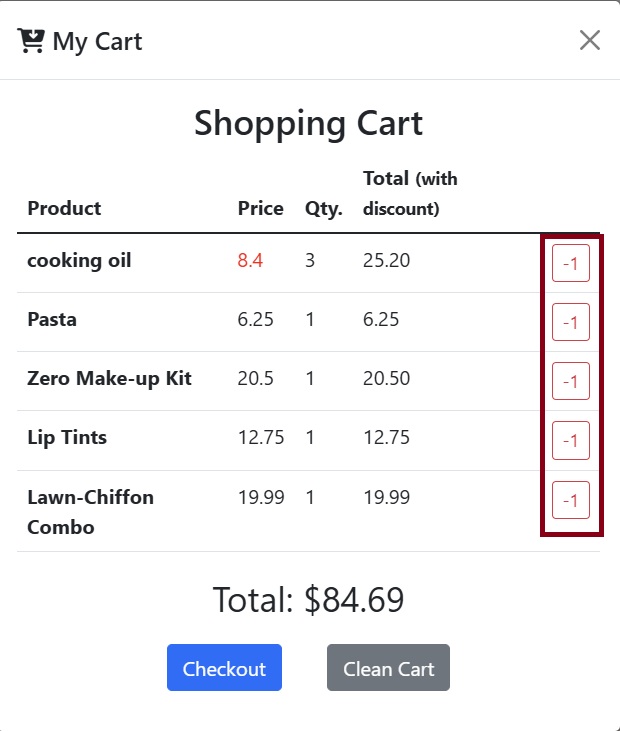 My Cart
Shopping Cart
Product Price Qty. Total (with discount)
cooking oil 8.4 3 25.20 -1
Pasta 6.25 1 6.25 -1
Zero Make-up Kit 20.5 1 20.50 -1
Lip Tints 12.75 1 12.75 -1
Lawn-Chiffon Combo 19.99 1 19.99 -1
Total: $84.69
Checkout Clean Cart